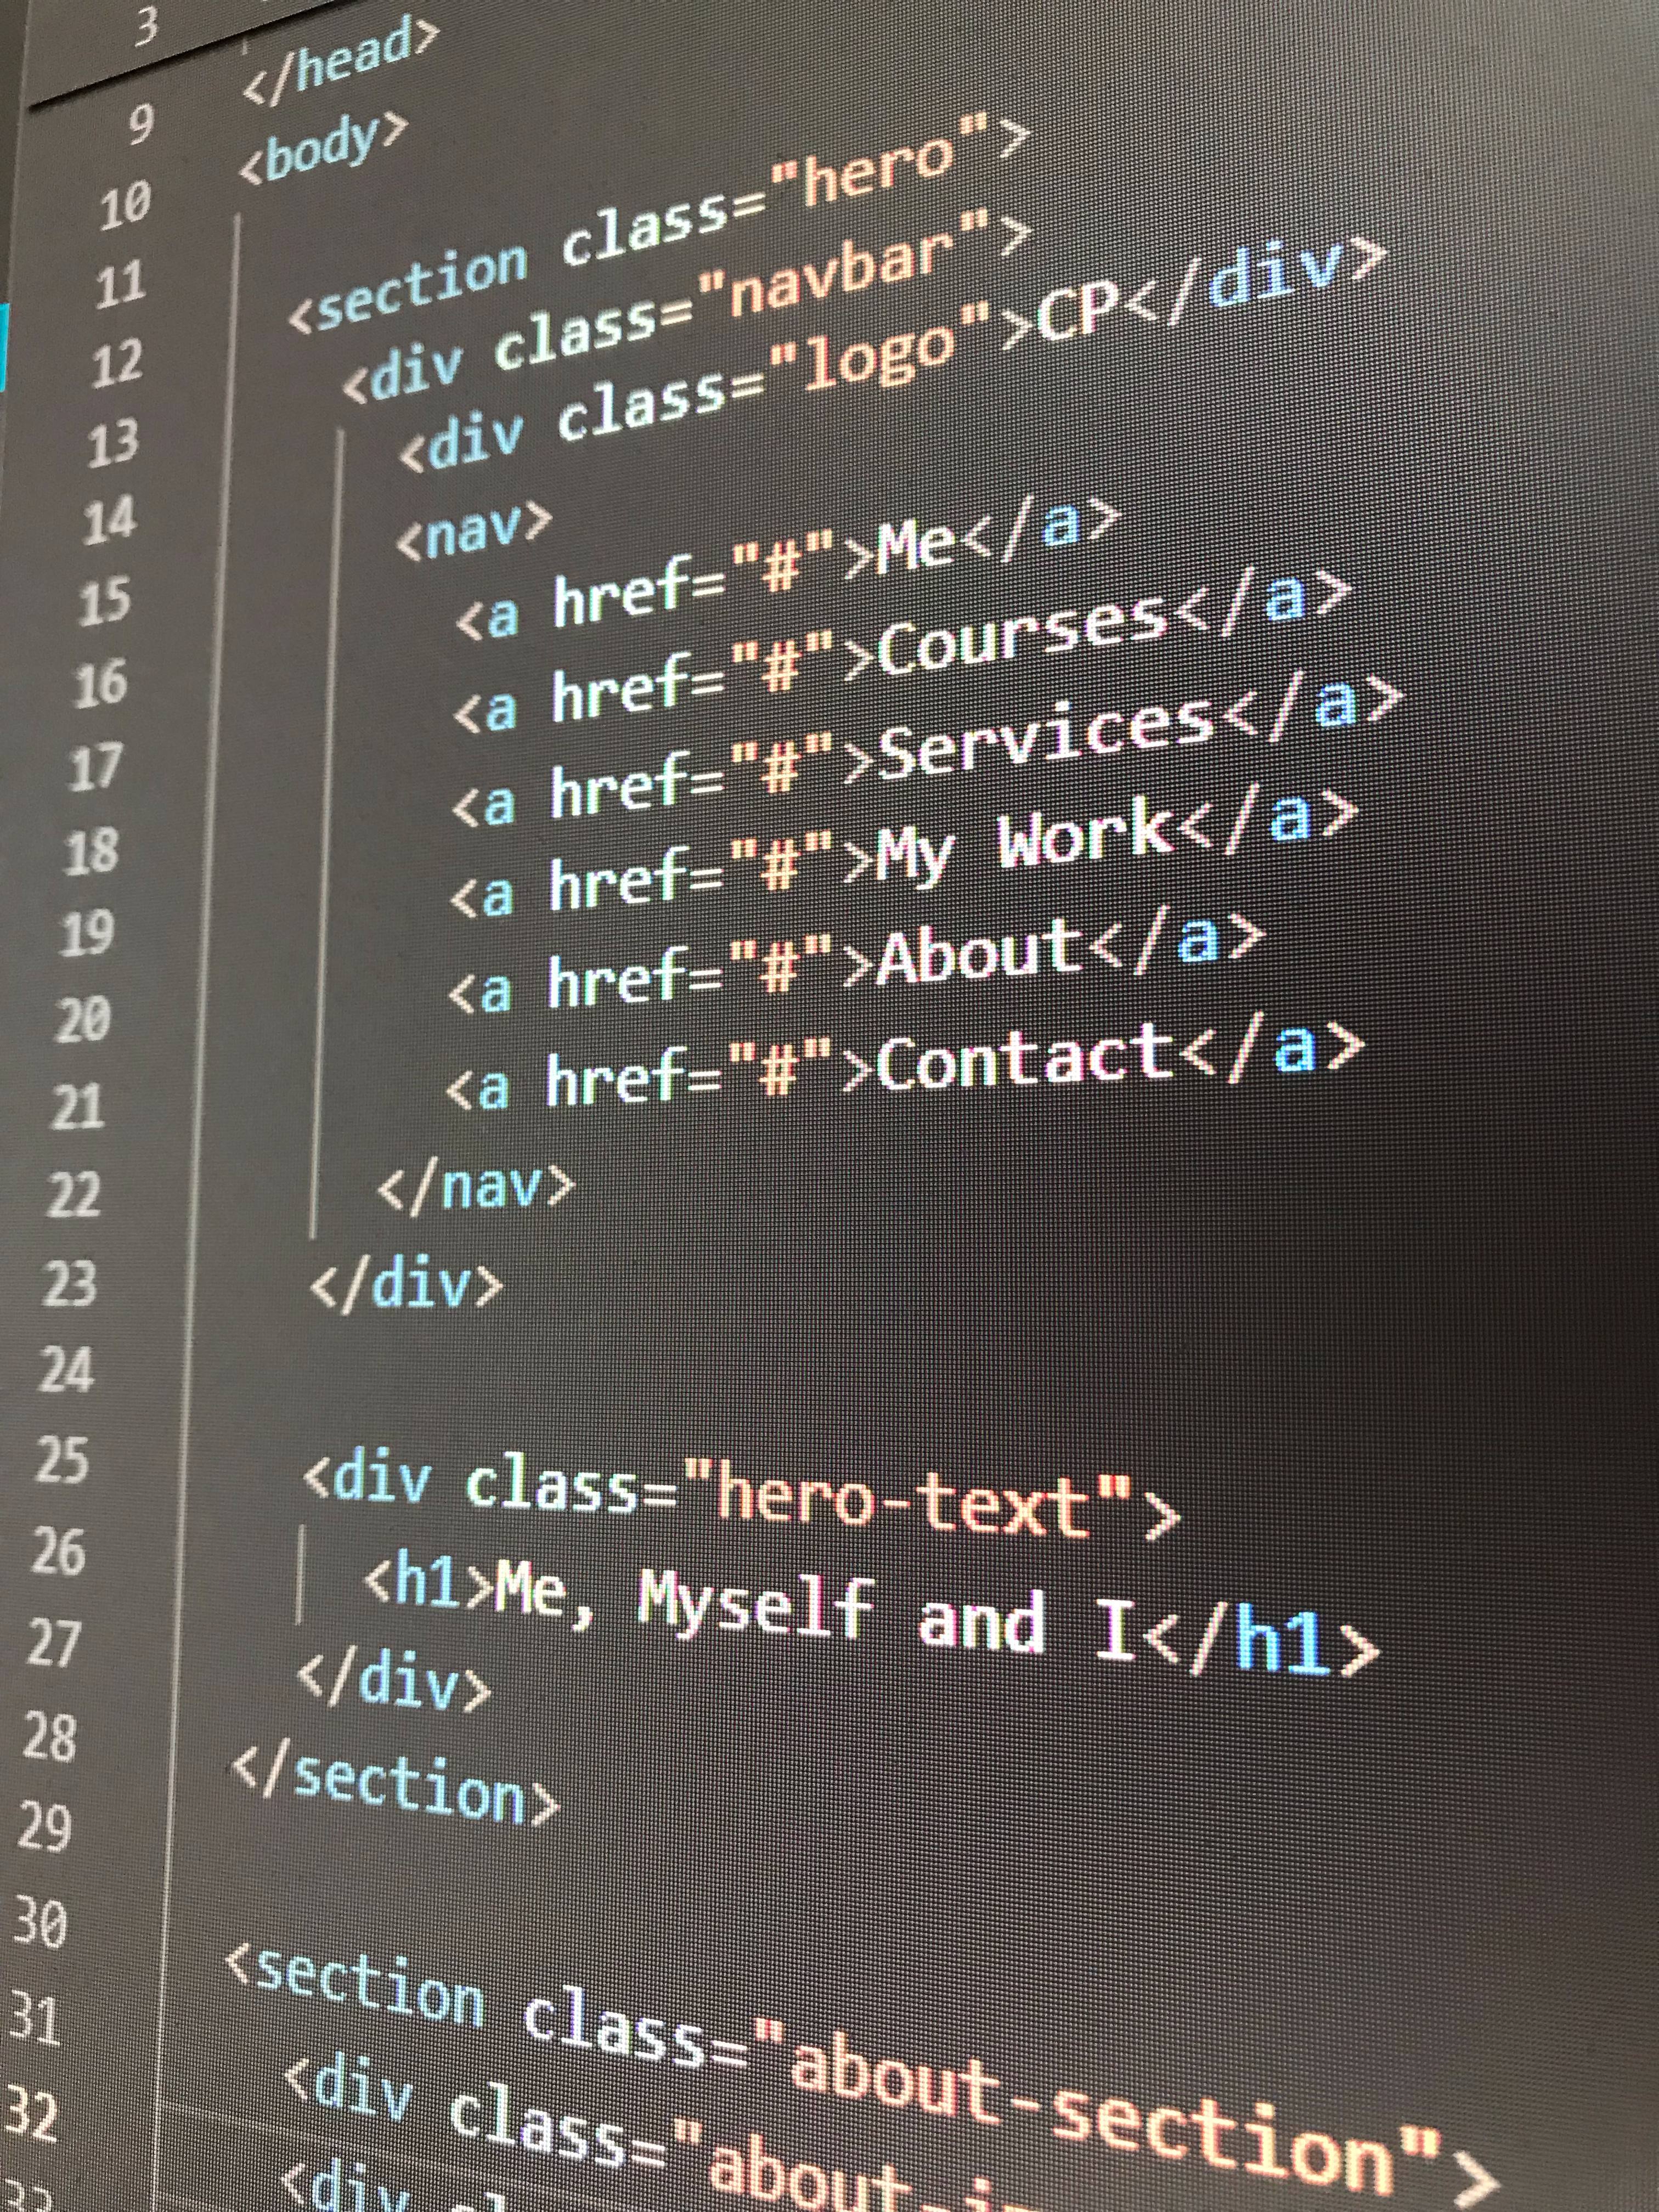 3
9 </head>
10 <body>
11
12 <section class="hero">
13 <div class="navbar">
14 <div class="logo">CP</div>
15 <nav>
16 <a href="#">Me</a>
17 <a href="#">Courses</a>
18 <a href="#">Services</a>
19 <a href="#">My Work</a>
20 <a href="#">About</a>
21 <a href="#">Contact</a>
22 </nav>
23 </div>
24
25 <div class="hero-text">
26 <h1>Me, Myself and I</h1>
27 </div>
28 </section>
29
30 <section class="about-section">
31 <div class="about-
32 <div
33